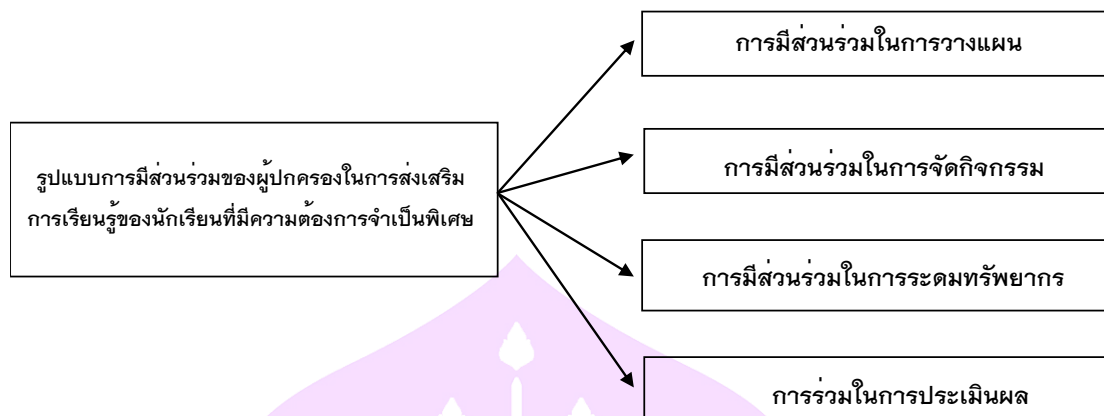 การมีส่วนร่วมในการวางแผน
รูปแบบการมีส่วนร่วมของผู้ปกครองในการส่งเสริม
การเรียนรู้ของนักเรียนที่มีความต้องการจำเป็นพิเศษ
การมีส่วนร่วมในการจัดกิจกรรม
การมีส่วนร่วมในการระดมทรัพยากร
การร่วมในการประเมินผล